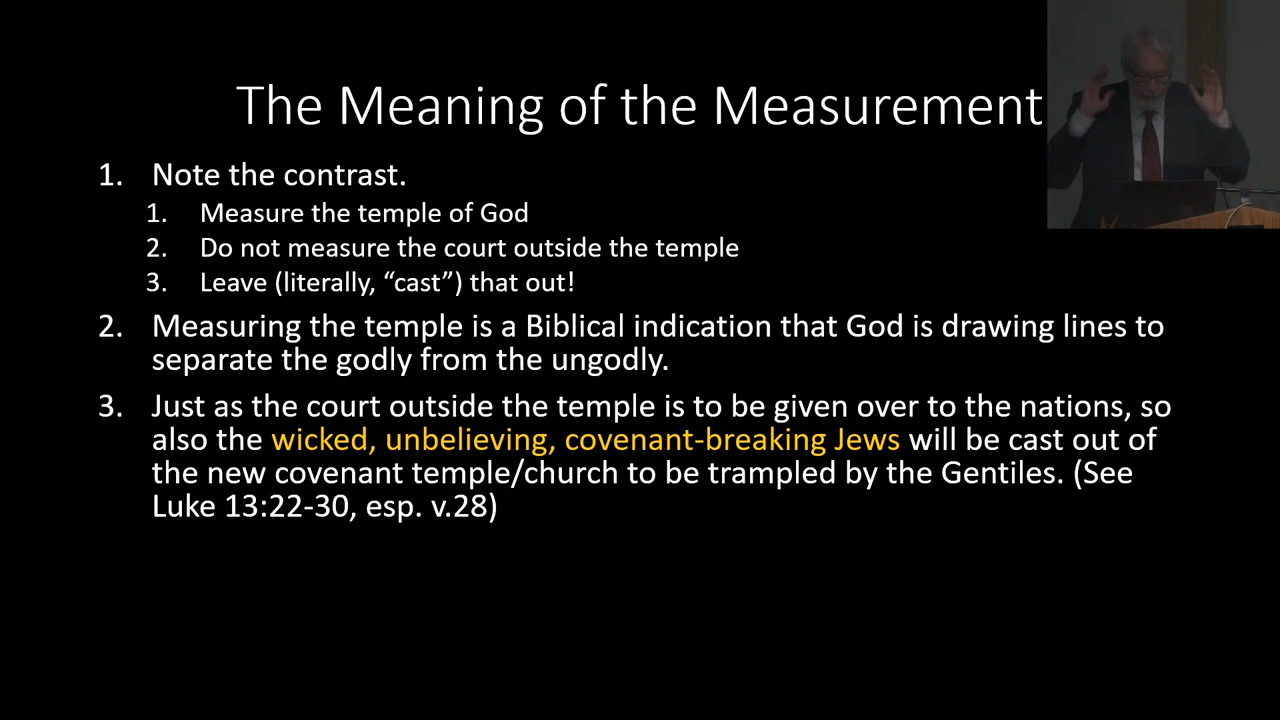 The Meaning of the Measurement
1. Note the contrast.
1. Measure the temple of God
2. Do not measure the court outside the temple
3. Leave (literally, “cast”) that out!
2. Measuring the temple is a Biblical indication that God is drawing lines to
separate the godly from the ungodly.
3. Just as the court outside the temple is to be given over to the nations, so
also the wicked, unbelieving, covenant-breaking Jews will be cast out of
the new covenant temple/church to be trampled by the Gentiles. (See
Luke 13:22-30, esp. v.28)